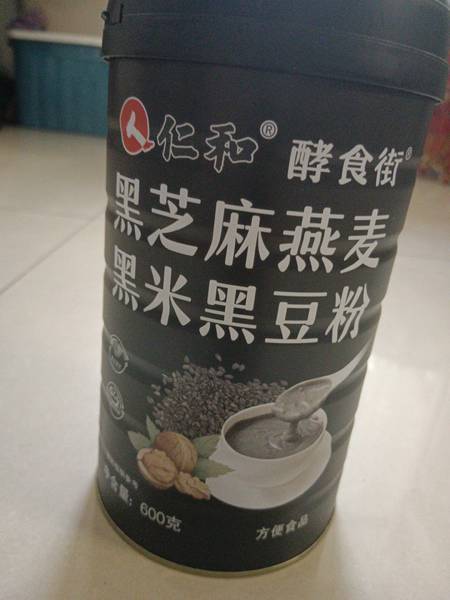 仁和®
酵食街®
黑芝麻燕麦
黑米黑豆粉
净含量：600克
方便食品